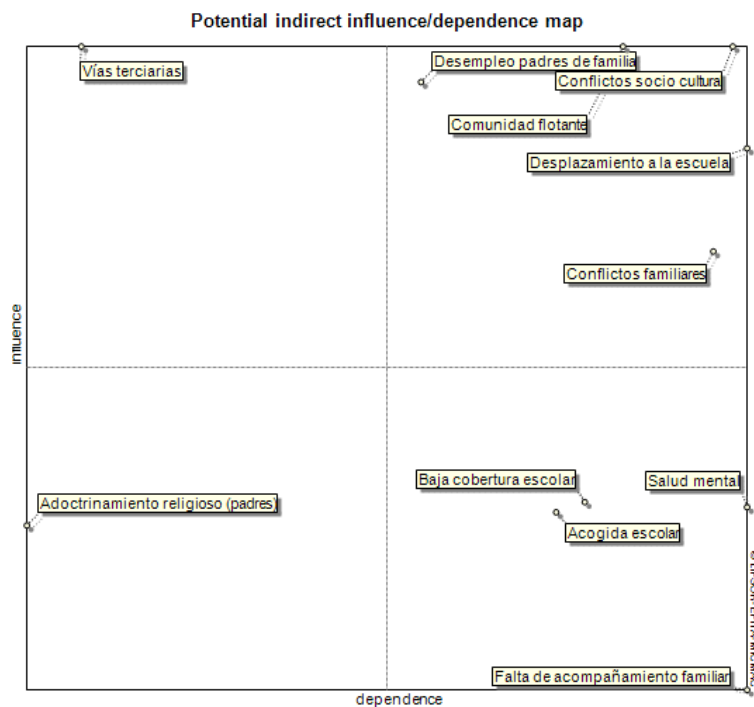 Potential indirect influence/dependence map
Vías terciarias
Desempleo padres de familia
Conflictos socio cultura
Comunidad flotante
Desplazamiento a la escuela
Conflictos familiares
influence
Baja cobertura escolar
Salud mental
Adoctrinamiento religioso (padres)
Acogida escolar
Falta de acompañamiento familiar
dependence